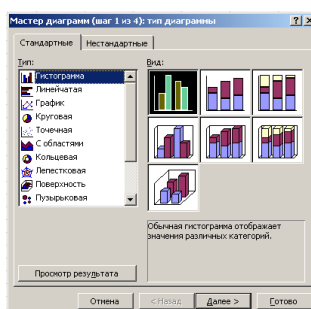 Мастер диаграмм (шаг 1 из 4): тип диаграммы
Стандартные Нестандартные
Тип:
Гистограмма
Линейчатая
График
Круговая
Точечная
С областями
Кольцевая
Лепестковая
Поверхность
Пузырьковая
Вид:
Обычная гистограмма отображает
значения различных категорий.
Просмотр результата
Отмена < Назад Далее > Готово